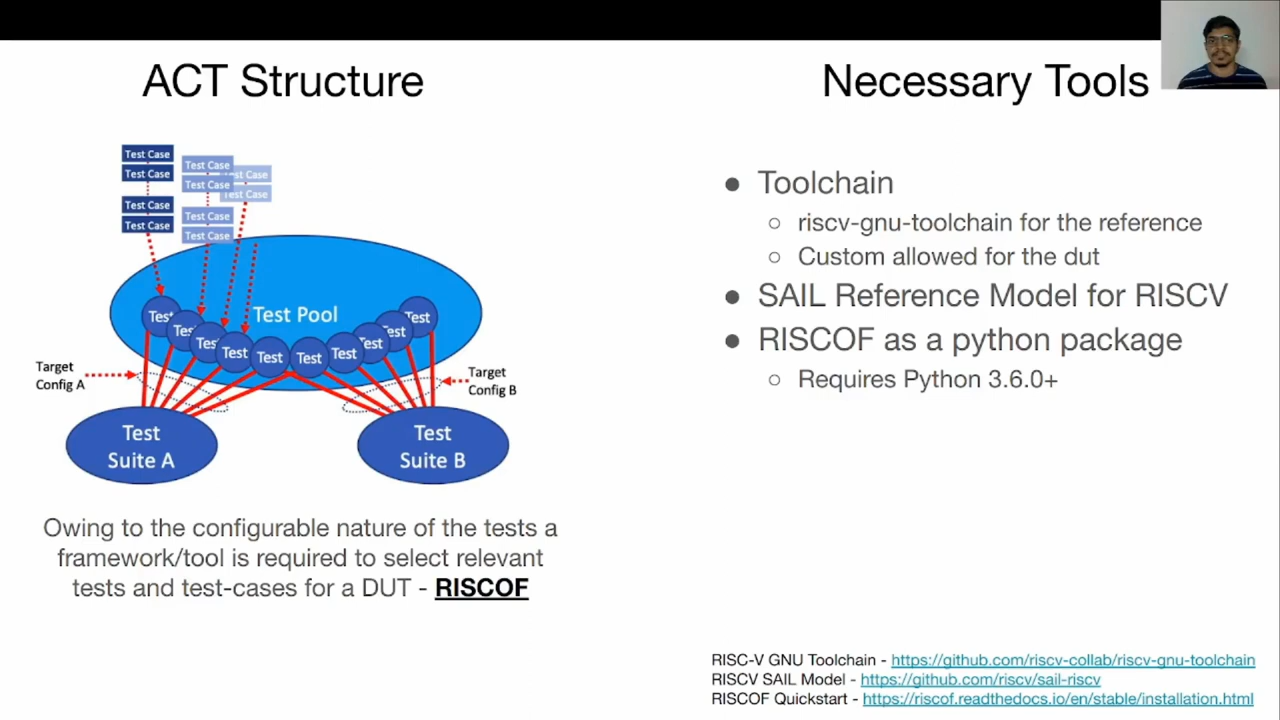 ACT Structure
Test Case
Test Case
Test Case
Test Case
Test Case
Test Case
Test Case
Test Case
st Case
Test Case
Test Pool
Test
Test
Test
Test
Test
Test
Test
Test
Test
Test
Target
Config A
Target
Config B
Test
Suite A
Test
Suite B
Owing to the configurable nature of the tests a
framework/tool is required to select relevant
tests and test-cases for a DUT - RISCOF
Necessary Tools
● Toolchain
○ riscv-gnu-toolchain for the reference
○ Custom allowed for the dut
● SAIL Reference Model for RISCV
● RISCOF as a python package
○ Requires Python 3.6.0+
RISC-V GNU Toolchain - https://github.com/riscv-collab/riscv-gnu-toolchain
RISCV SAIL Model - https://github.com/riscv/sail-riscv
RISCOF Quickstart - https://riscof.readthedocs.io/en/stable/installation.html